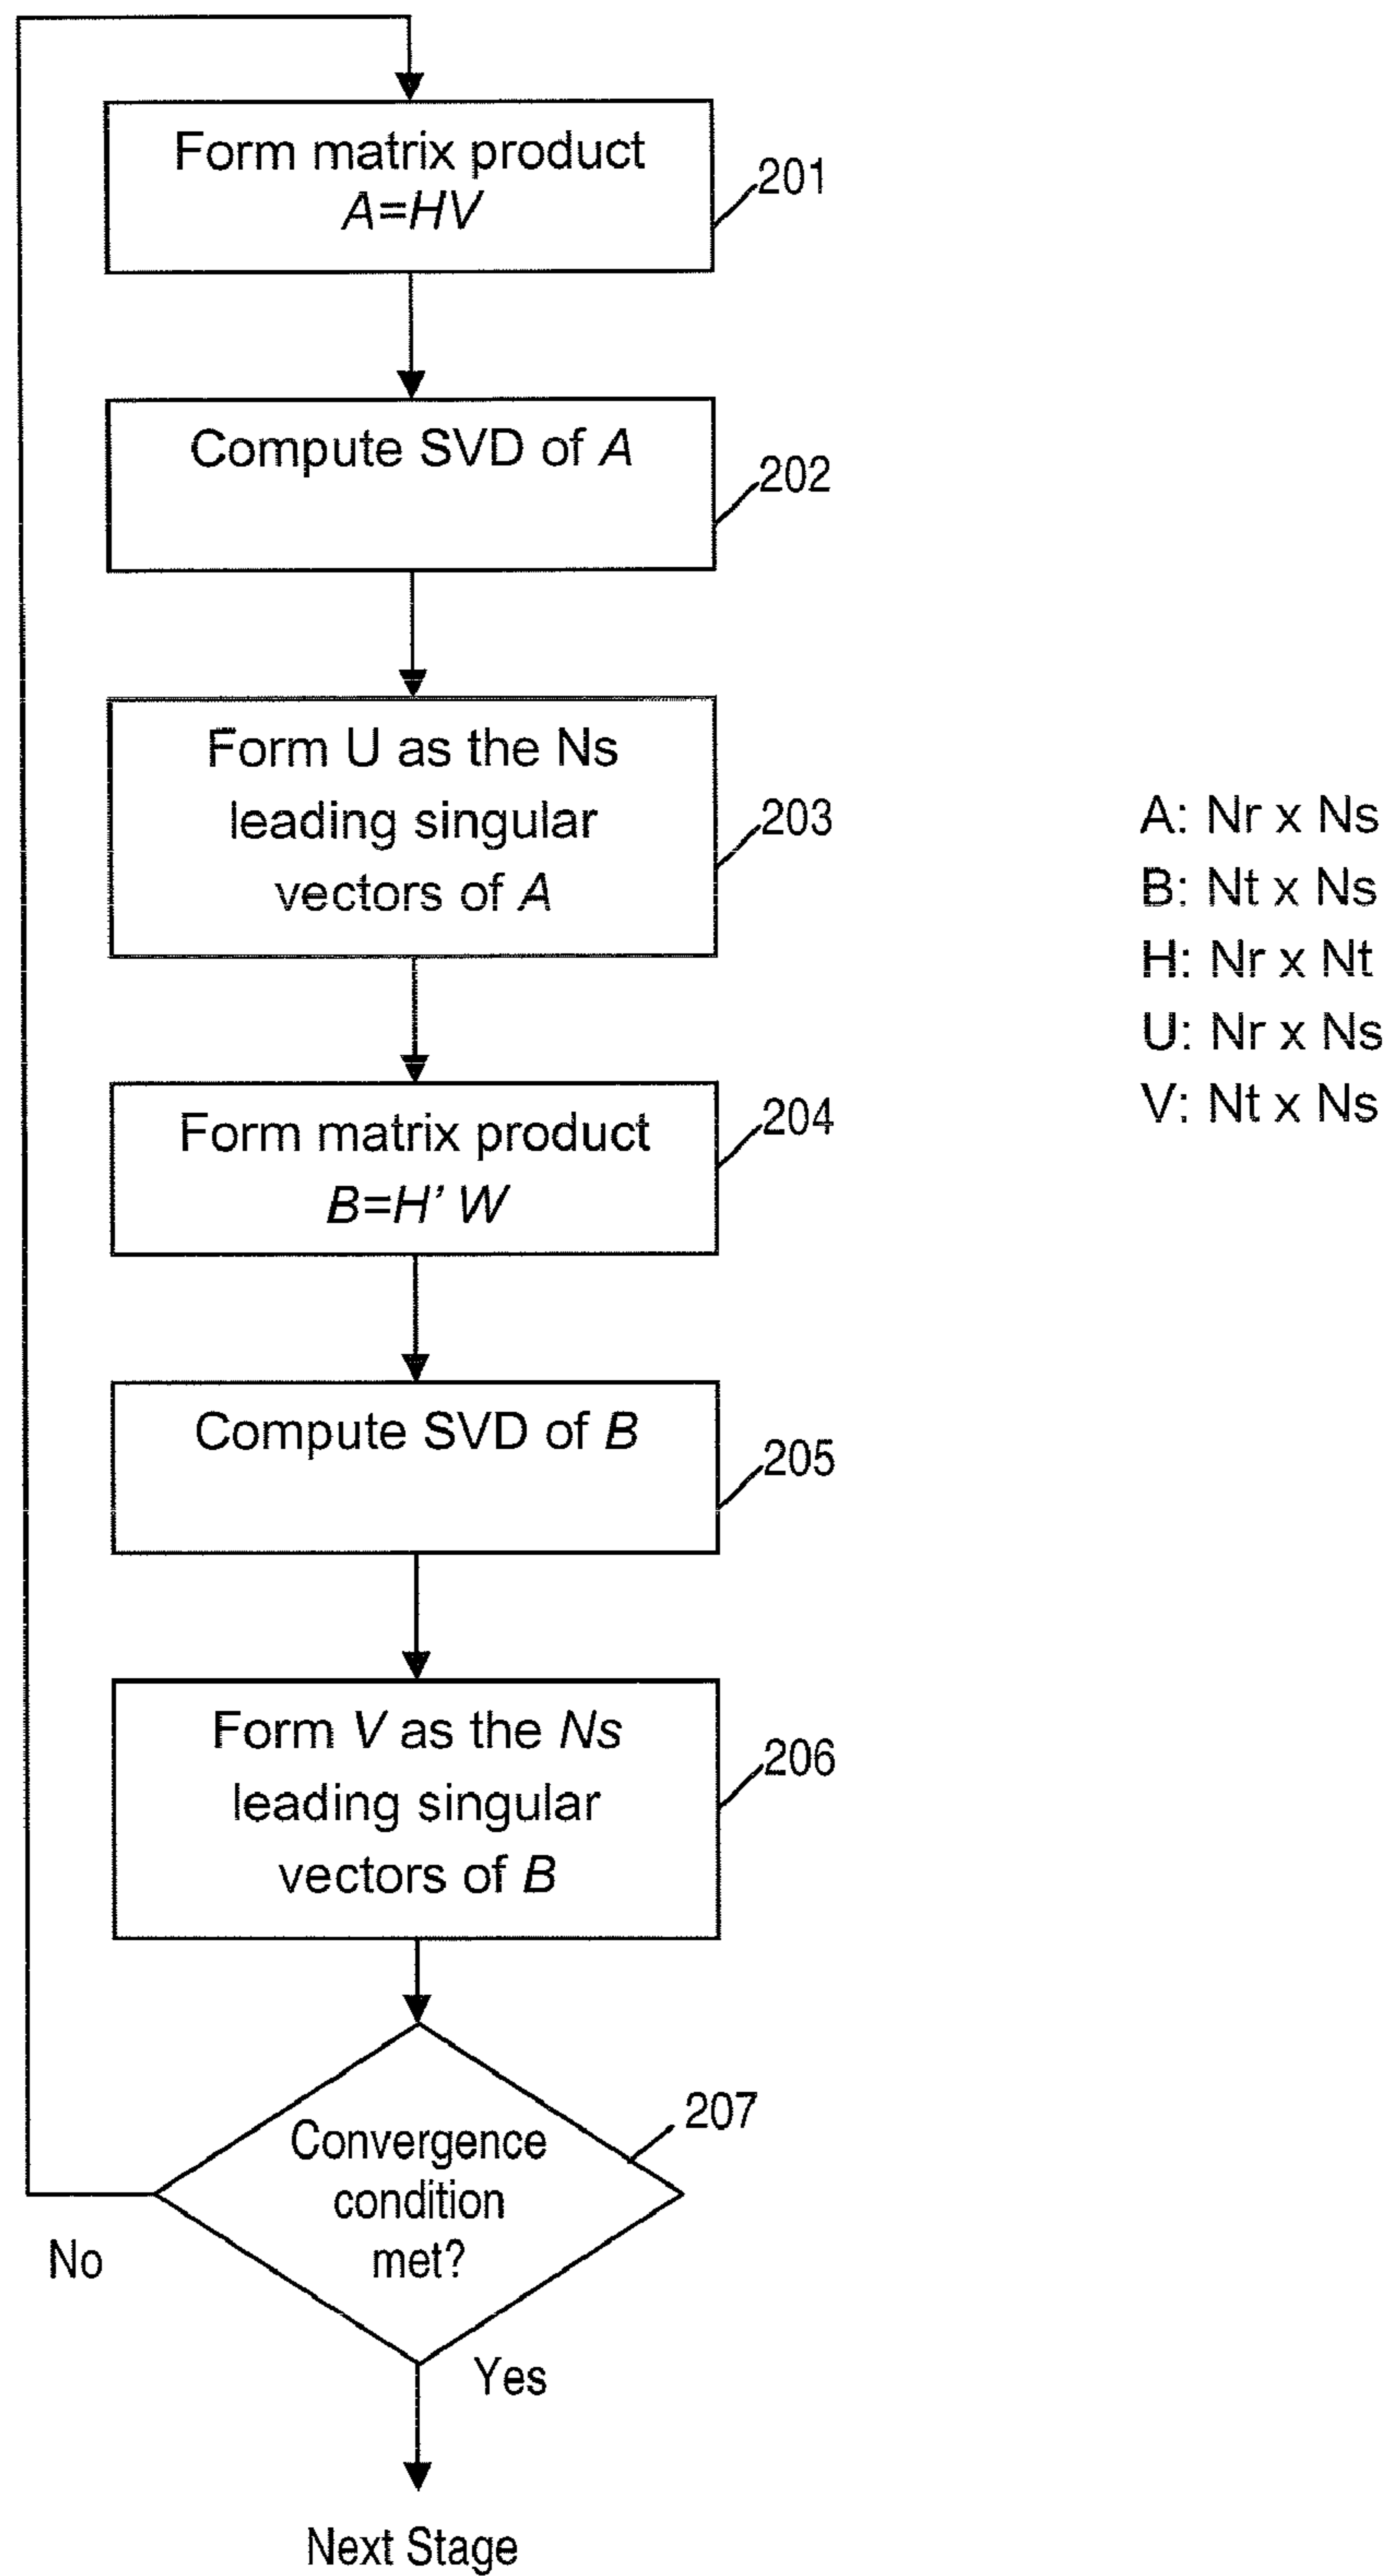 Form matrix product
A=HV
201
Compute SVD of A
202
Form U as the Ns
leading singular
vectors of A
203
A: Nr x Ns
B: Nt x Ns
H: Nr x Nt
U: Nr x Ns
V: Nt x Ns
Form matrix product
B=H' W
204
Compute SVD of B
205
Form V as the Ns
leading singular
vectors of B
206
Convergence
condition
met?
207
No
Yes
Next Stage